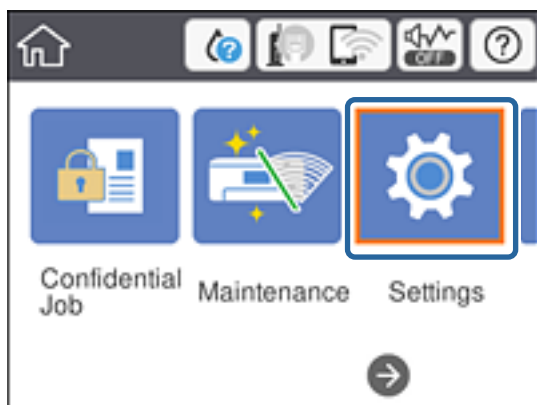 ?
OFF
?
Confidential
Job
Maintenance
Settings